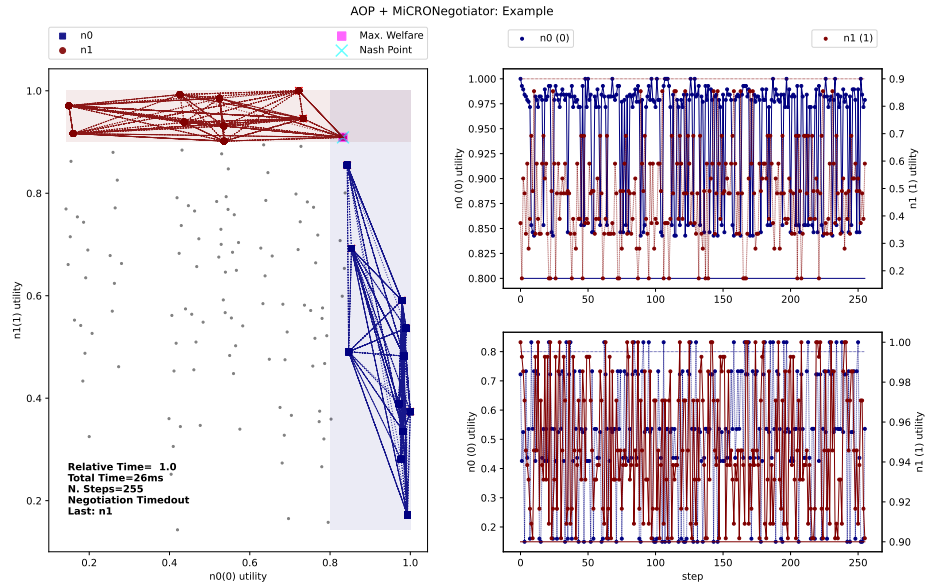 AOP + MiCRONegotiator: Example
n0
n1
Max. Welfare
Nash Point
n0 (0)
n1 (1)
1.0
0.8
0.6
0.4
0.2
n1(1) utility
Relative Time= 1.0
Total Time=26ms
N. Steps=255
Negotiation Timedout
Last: n1
0.2
0.4
0.6
0.8
1.0
n0(0) utility
1.000
0.975
0.950
0.925
0.900
0.875
0.850
0.825
0.800
n0 (0) utility
0.9
0.8
0.7
0.6
0.5
0.4
0.3
0.2
n1 (1) utility
0
50
100
150
200
250
0.8
0.7
0.6
0.5
0.4
0.3
0.2
n0 (0) utility
1.00
0.98
0.96
0.94
0.92
0.90
n1 (1) utility
0
50
100
150
200
250
step